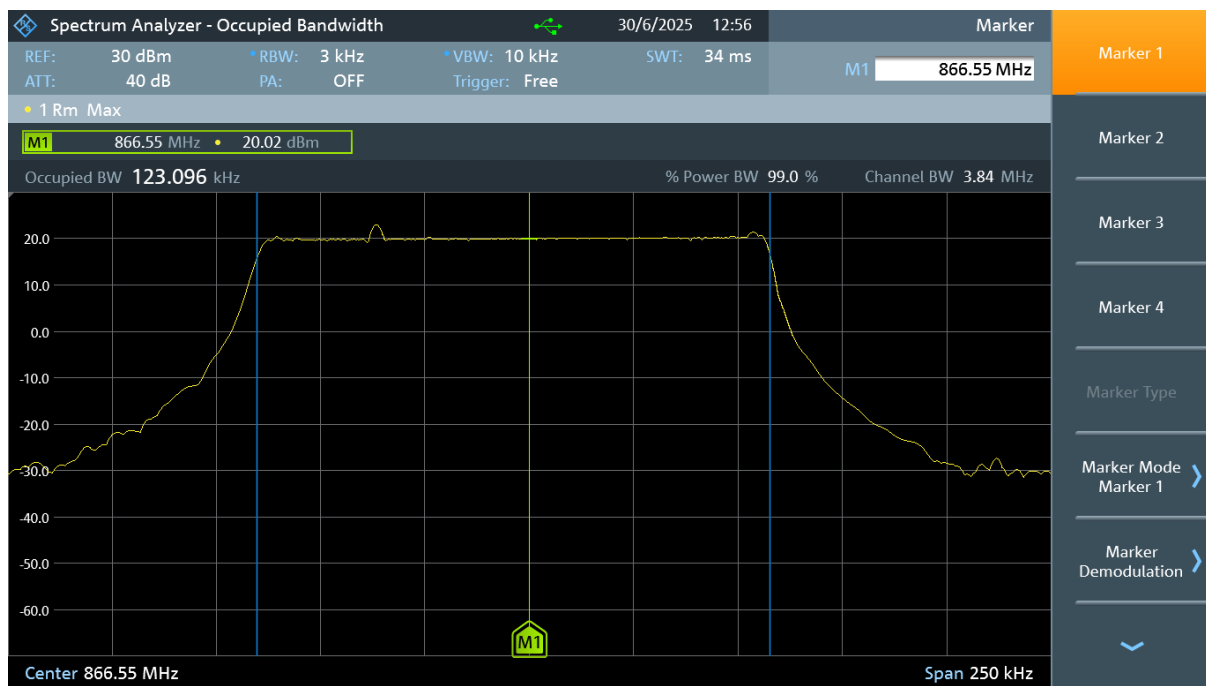 Spectrum Analyzer - Occupied Bandwidth 30/6/2025 12:56 Marker
REF: 30 dBm RBW: 3 kHz VBW: 10 kHz SWT: 34 ms
ATT: 40 dB PA: OFF Trigger: Free
M1 866.55 MHz
1 Rm Max
M1 866.55 MHz 20.02 dBm
Occupied BW 123.096 kHz % Power BW 99.0 % Channel BW 3.84 MHz
20.0
10.0
0.0
-10.0
-20.0
-30.0
-40.0
-50.0
-60.0
M1
Center 866.55 MHz Span 250 kHz
Marker 1
Marker 2
Marker 3
Marker 4
Marker Type
Marker Mode
Marker 1
Marker
Demodulation